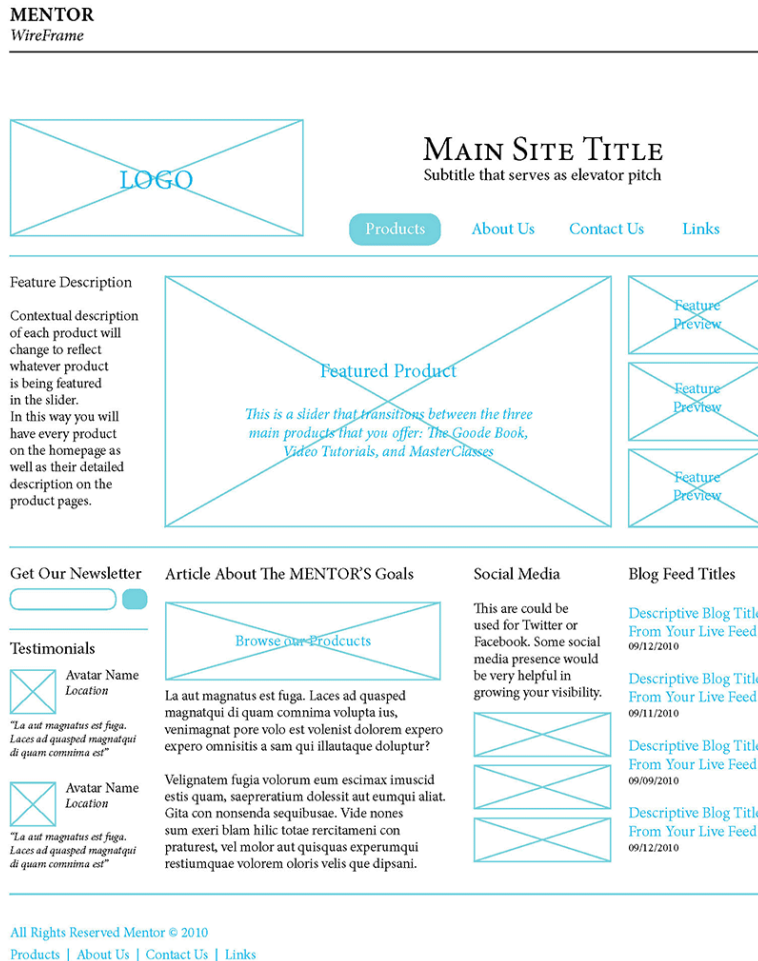 MENTOR
WireFrame
LOGO
MAIN SITE TITLE
Subtitle that serves as elevator pitch
Products
About Us
Contact Us
Links
Feature Description
Contextual description
of each product will
change to reflect
whatever product
is being featured
in the slider.
In this way you will
have every product
on the homepage as
well as their detailed
description on the
product pages.
Featured Product
This is a slider that transitions between the three
main products that you offer: The Goode Book,
Video Tutorials, and MasterClasses
Feature
Preview
Feature
Preview
Feature
Preview
Get Our Newsletter
Testimonials
Avatar Name
Location
"La aut magnatus est fuga.
Laces ad quasped magnatqui
di quam comnima est"
Avatar Name
Location
"La aut magnatus est fuga.
Laces ad quasped magnatqui
di quam comnima est"
Article About The MENTOR'S Goals
Browse our Prodcucts
La aut magnatus est fuga. Laces ad quasped
magnatqui di quam comnima volupta ius,
venimagnat pore volo est volenist dolorem expero
expero omnisitis a sam qui illautaque doluptur?
Velignatem fugia volorum eum escimax imuscid
estis quam, saepreratium dolessit aut eumqui aliat.
Gita con nonsenda sequibusae. Vide nones
sum exeri blam hilic totae rercitameni con
praturest, vel molor aut quisquas experumqui
restiumquae volorem oloris velis que dipsani.
Social Media
This are could be
used for Twitter or
Facebook. Some social
media presence would
be very helpful in
growing your visibility.
Blog Feed Titles
Descriptive Blog Title
From Your Live Feed
09/12/2010
Descriptive Blog Title
From Your Live Feed
09/11/2010
Descriptive Blog Title
From Your Live Feed
09/09/2010
Descriptive Blog Title
From Your Live Feed
09/12/2010
All Rights Reserved Mentor © 2010
Products | About Us | Contact Us | Links